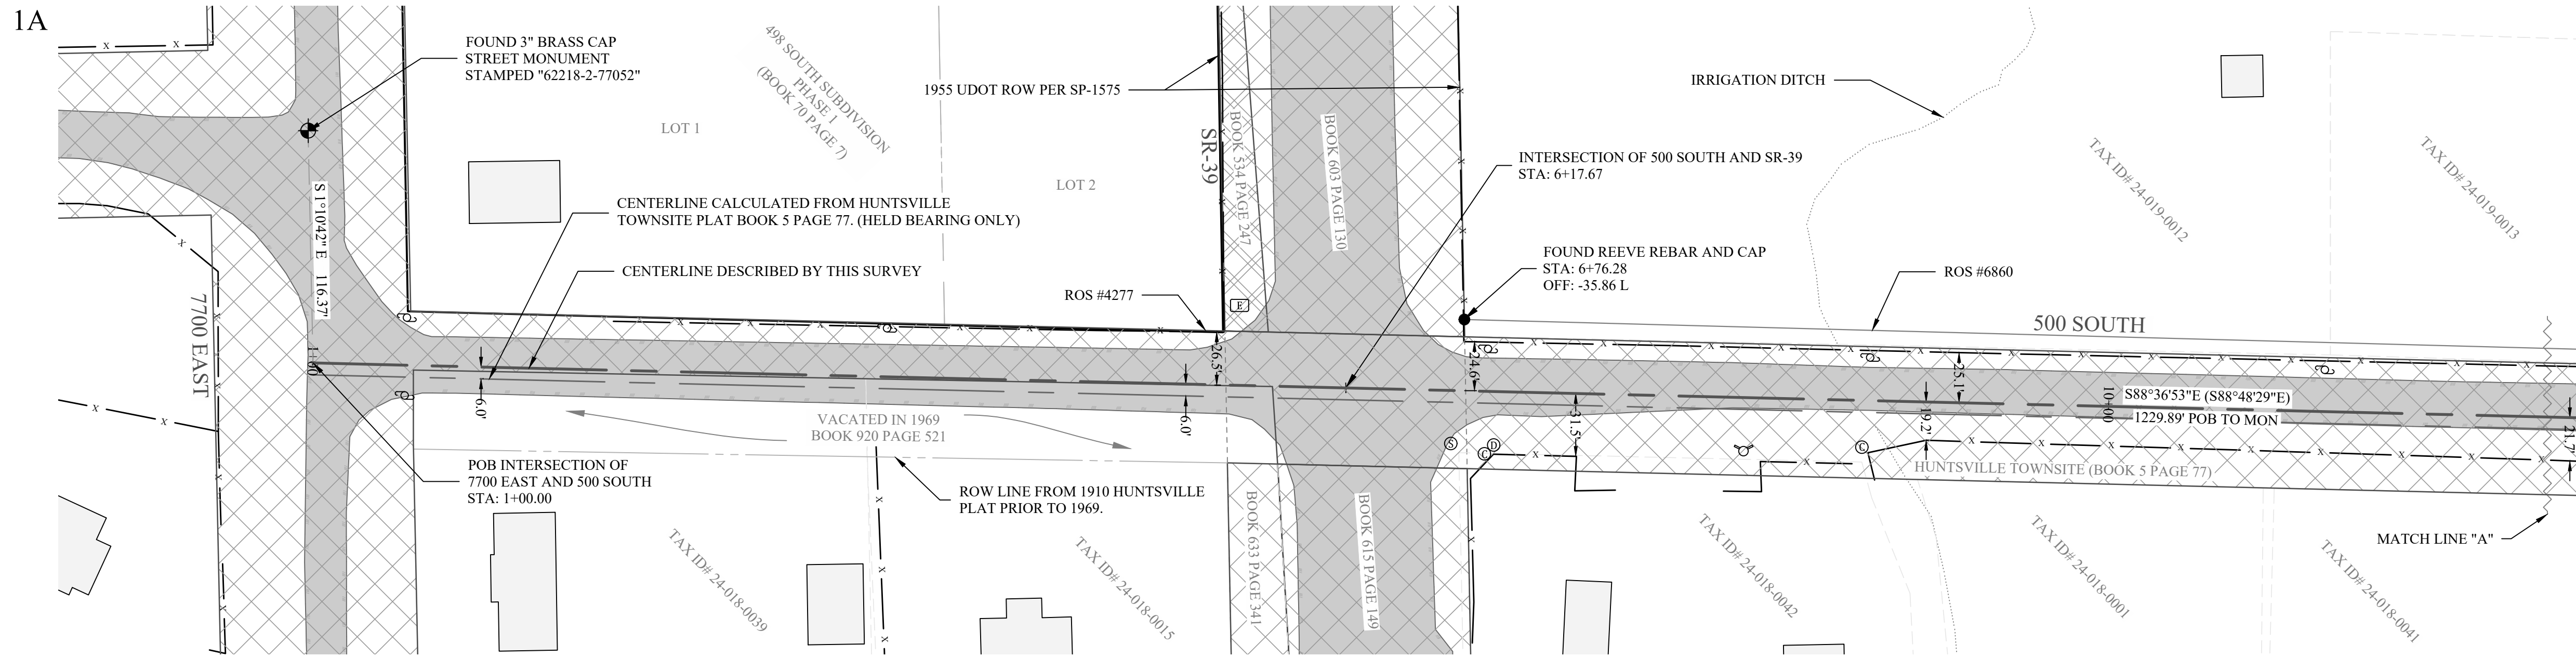 1A
FOUND 3" BRASS CAP
STREET MONUMENT
STAMPED "62218-2-77052"
498 SOUTH SUBDIVISION
PHASE 1
(BOOK 70 PAGE 7)
LOT 1
LOT 2
1955 UDOT ROW PER SP-1575
SR-39
BOOK 534 PAGE 247
BOOK 603 PAGE 130
IRRIGATION DITCH
TAX ID# 24-019-0012
TAX ID# 24-019-0013
INTERSECTION OF 500 SOUTH AND SR-39
STA: 6+17.67
S 1°10'42" E 116.37'
CENTERLINE CALCULATED FROM HUNTSVILLE
TOWNSITE PLAT BOOK 5 PAGE 77. (HELD BEARING ONLY)
CENTERLINE DESCRIBED BY THIS SURVEY
FOUND REEVE REBAR AND CAP
STA: 6+76.28
OFF: -35.86 L
ROS #4277
E
ROS #6860
500 SOUTH
7700 EAST
1+00
6.0'
6.0'
26.5'
24.6'
31.5'
25.1'
19.2'
10+00
S88°36'53"E (S88°48'29"E)
1229.89' POB TO MON
21.7'
VACATED IN 1969
BOOK 920 PAGE 521
S
D
C
C
HUNTSVILLE TOWNSITE (BOOK 5 PAGE 77)
POB INTERSECTION OF
7700 EAST AND 500 SOUTH
STA: 1+00.00
ROW LINE FROM 1910 HUNTSVILLE
PLAT PRIOR TO 1969.
BOOK 633 PAGE 341
BOOK 615 PAGE 149
TAX ID# 24-018-0039
TAX ID# 24-018-0015
TAX ID# 24-018-0042
TAX ID# 24-018-0001
TAX ID# 24-018-0041
MATCH LINE "A"